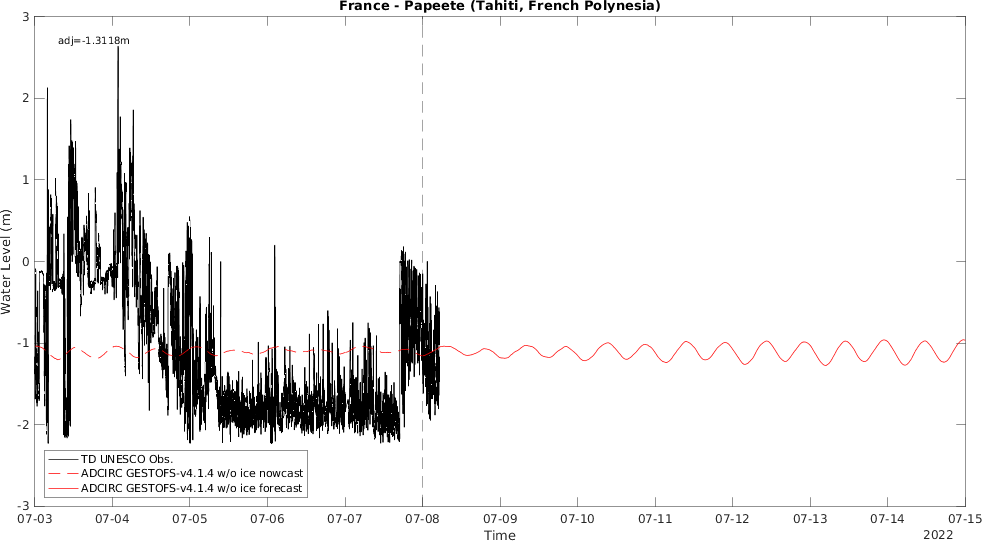 France - Papeete (Tahiti, French Polynesia)
adj=-1.3118m
Water Level (m)
3
2
1
0
-1
-2
-3
TD UNESCO Obs.
ADCIRC GESTOFS-v4.1.4 w/o ice nowcast
ADCIRC GESTOFS-v4.1.4 w/o ice forecast
07-03 07-04 07-05 07-06 07-07 07-08 07-09 07-10 07-11 07-12 07-13 07-14 07-15
Time
2022